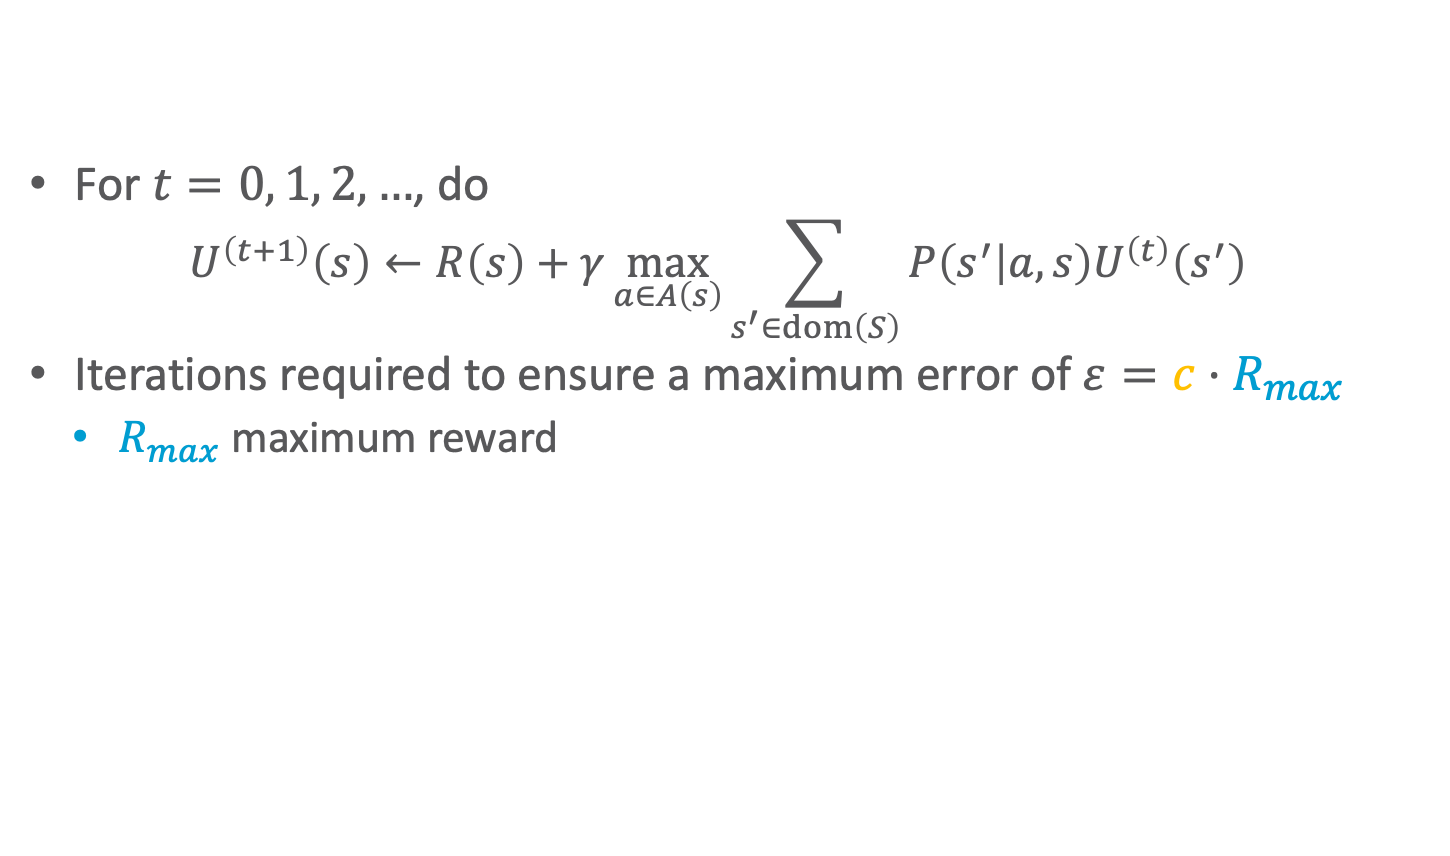 • For 𝑡 = 0, 1, 2, …, do
𝑈^(𝑡+1)(𝑠) ← 𝑅(𝑠) + 𝛾 max_{𝑎∈𝐴(𝑠)} ∑_{𝑠′∈dom(𝑆)} 𝑃(𝑠′|𝑎, 𝑠)𝑈^(𝑡)(𝑠′)
• Iterations required to ensure a maximum error of 𝜀 = 𝑐 · 𝑅_𝑚𝑎𝑥
• 𝑅_𝑚𝑎𝑥 maximum reward